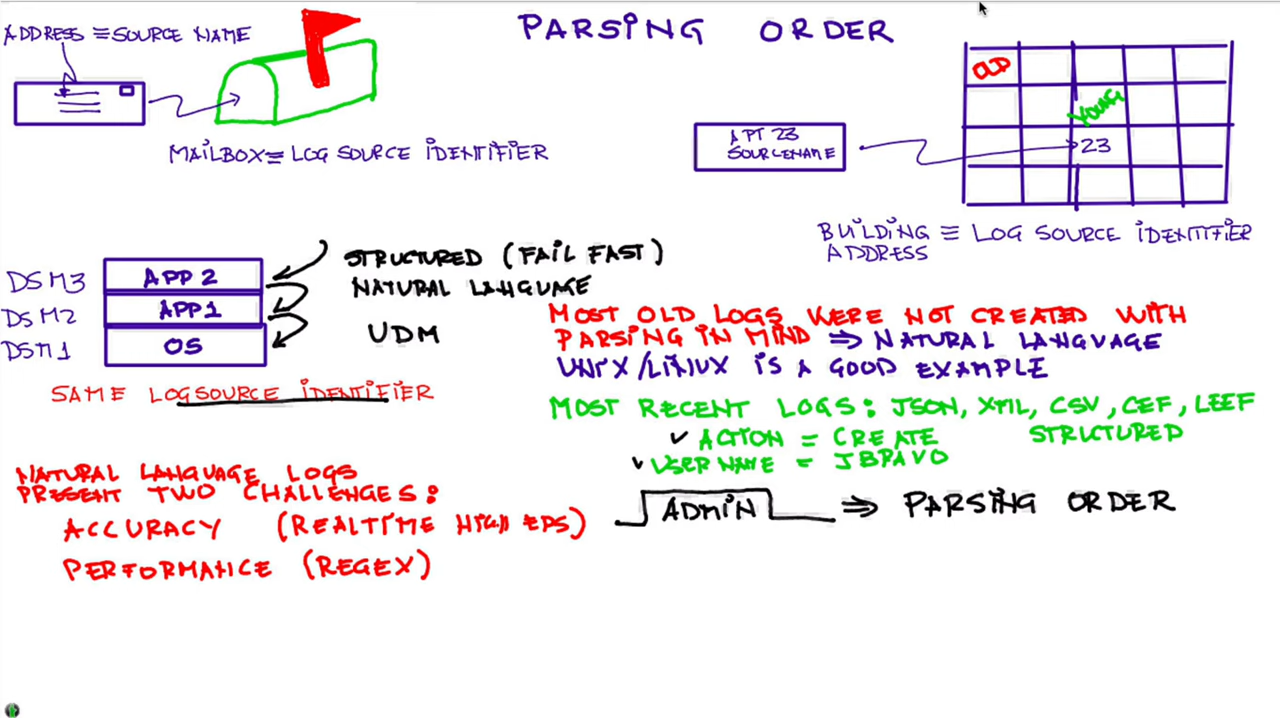 PARSING ORDER
ADDRESS ≡ SOURCE NAME
MAILBOX ≡ LOG SOURCE IDENTIFIER
OLD
YOUNG
23
APT 23
SOURCENAME
BUILDING ≡ LOG SOURCE IDENTIFIER
ADDRESS
DSM3 APP 2
DSM2 APP 1
DSM1 OS
STRUCTURED (FAIL FAST)
NATURAL LANGUAGE
UDM
SAME LOGSOURCE IDENTIFIER
MOST OLD LOGS WERE NOT CREATED WITH
PARSING IN MIND ⇒ NATURAL LANGUAGE
UNIX/LINUX IS A GOOD EXAMPLE
MOST RECENT LOGS: JSON, XML, CSV, CEF, LEEF
✓ ACTION = CREATE STRUCTURED
✓ USERNAME = JBRAVO
NATURAL LANGUAGE LOGS
PRESENT TWO CHALLENGES:
ACCURACY (REALTIME HIGH EPS)
PERFORMANCE (REGEX)
ADMIN ⇒ PARSING ORDER